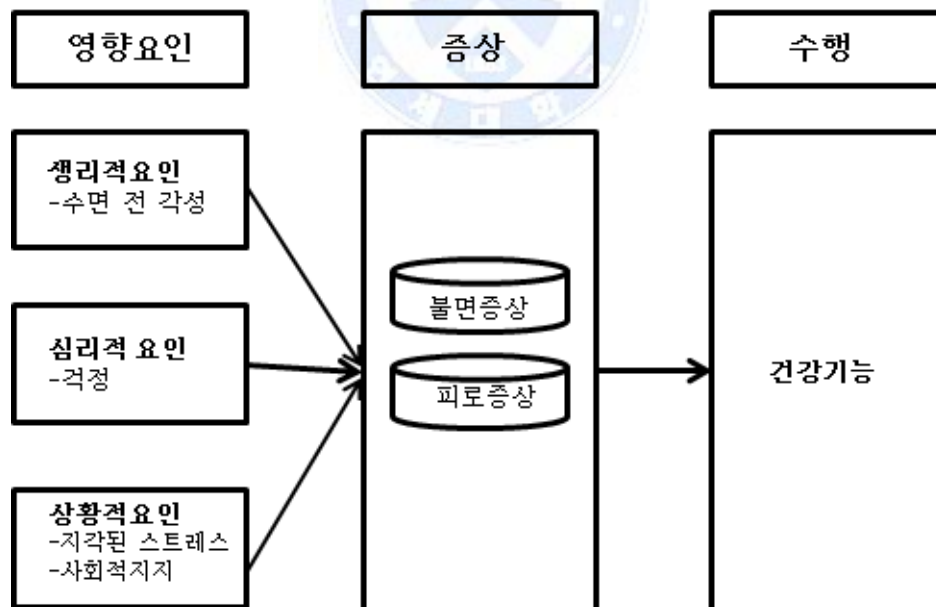 영향요인
증상
수행
생리적요인
-수면 전 각성
심리적 요인
-걱정
상황적요인
-지각된 스트레스
-사회적지지
불면증상
피로증상
건강기능